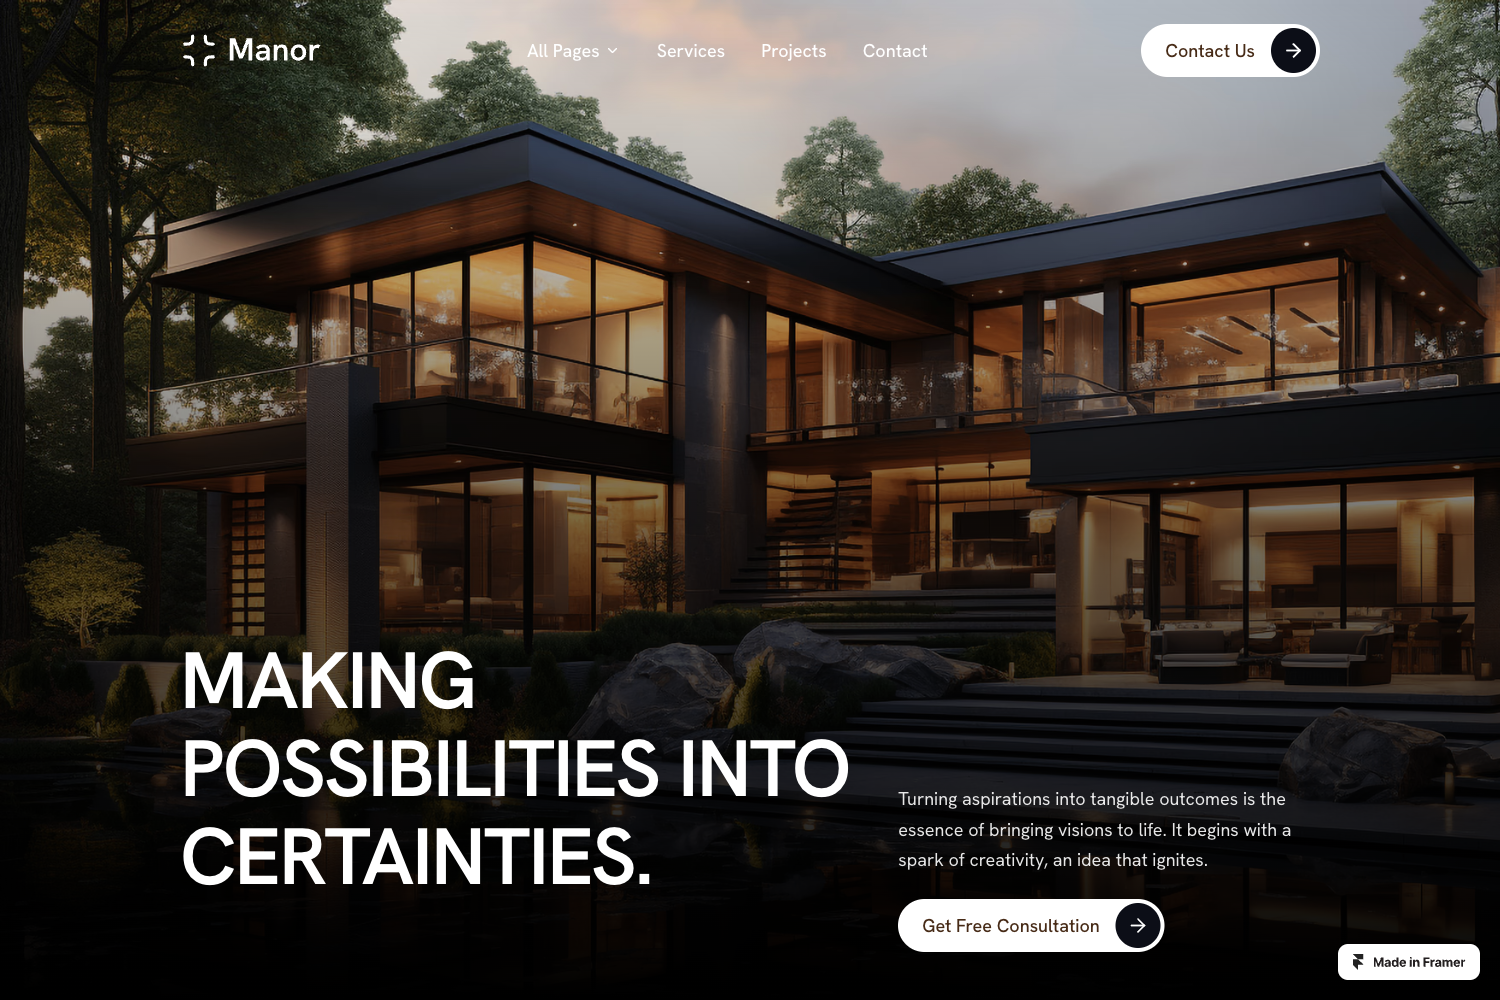 Manor
All Pages
Services
Projects
Contact
Contact Us
MAKING
POSSIBILITIES INTO
CERTAINTIES.
Turning aspirations into tangible outcomes is the
essence of bringing visions to life. It begins with a
spark of creativity, an idea that ignites.
Get Free Consultation
Made in Framer